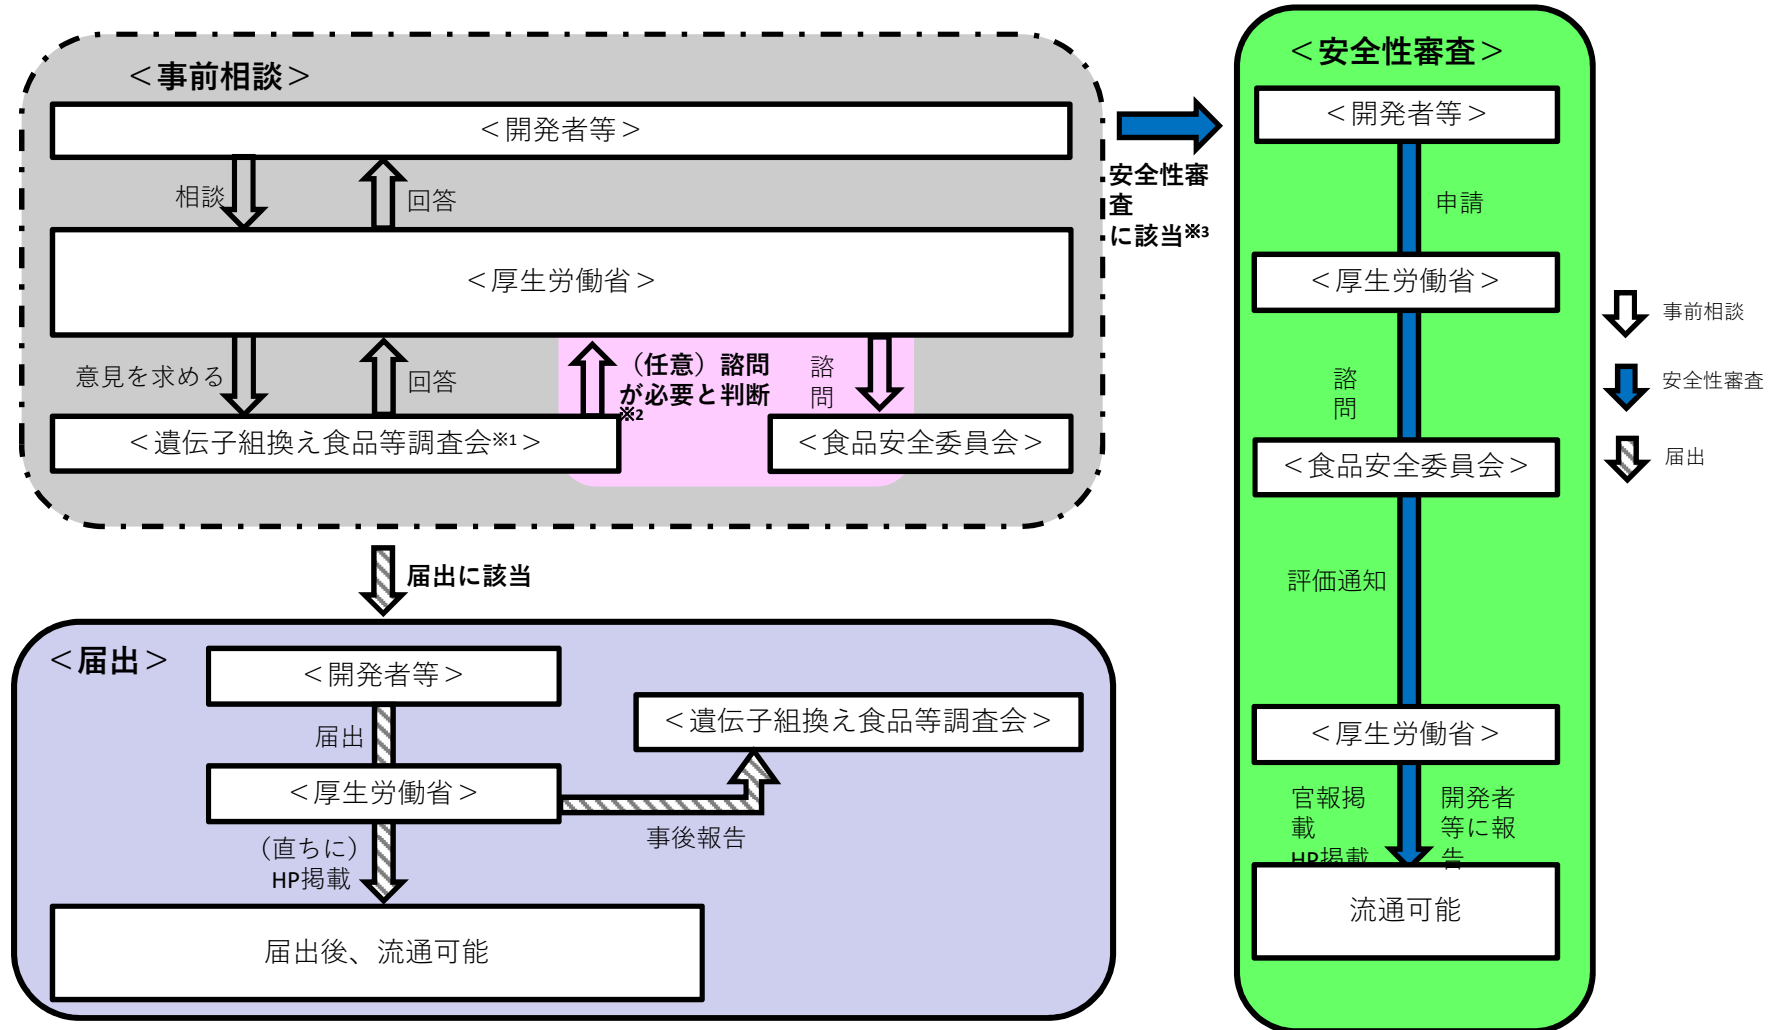 ＜事前相談＞
＜開発者等＞
相談
回答
＜厚生労働省＞
意見を求める
回答
（任意）諮問
が必要と判断
※2
諮
問
＜遺伝子組換え食品等調査会※1＞
＜食品安全委員会＞
安全性審
査
に該当※3
届出に該当
＜届出＞
＜開発者等＞
届出
＜厚生労働省＞
＜遺伝子組換え食品等調査会＞
事後報告
（直ちに）
HP掲載
届出後、流通可能
＜安全性審査＞
＜開発者等＞
申請
＜厚生労働省＞
諮
問
＜食品安全委員会＞
評価通知
＜厚生労働省＞
官報掲
載
HP掲載
開発者
等に報
告
流通可能
事前相談
安全性審査
届出